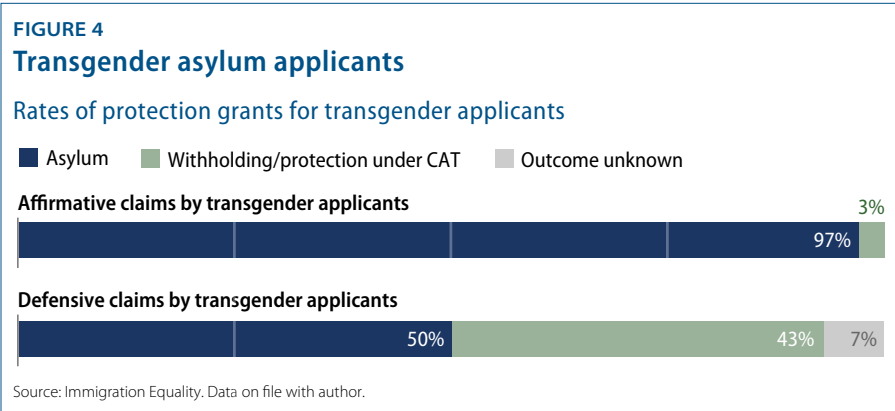 FIGURE 4
Transgender asylum applicants
Rates of protection grants for transgender applicants
Asylum Withholding/protection under CAT Outcome unknown
Affirmative claims by transgender applicants
3%
97%
Defensive claims by transgender applicants
50% 43% 7%
Source: Immigration Equality. Data on file with author.